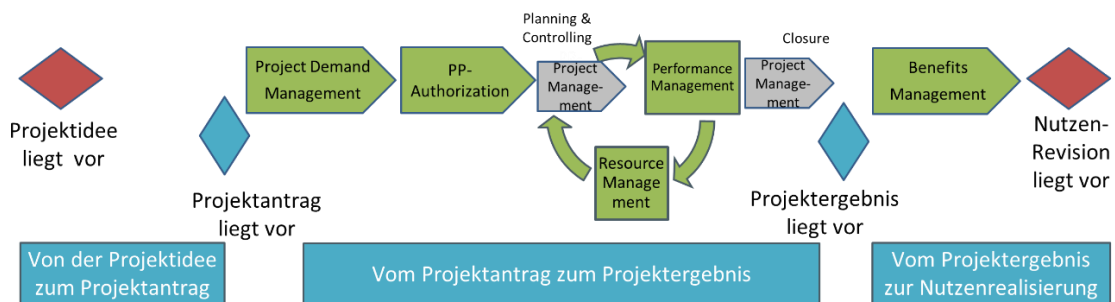 Planning &
Controlling
Closure
Project Demand
Management
PP-
Authorization
Project
Manage-
ment
Performance
Management
Project
Manage-
ment
Benefits
Management
Projektidee
liegt vor
Resource
Manage
ment
Nutzen-
Revision
liegt vor
Projektantrag
liegt vor
Projektergebnis
liegt vor
Von der Projektidee
zum Projektantrag
Vom Projektantrag zum Projektergebnis
Vom Projektergebnis
zur Nutzenrealisierung